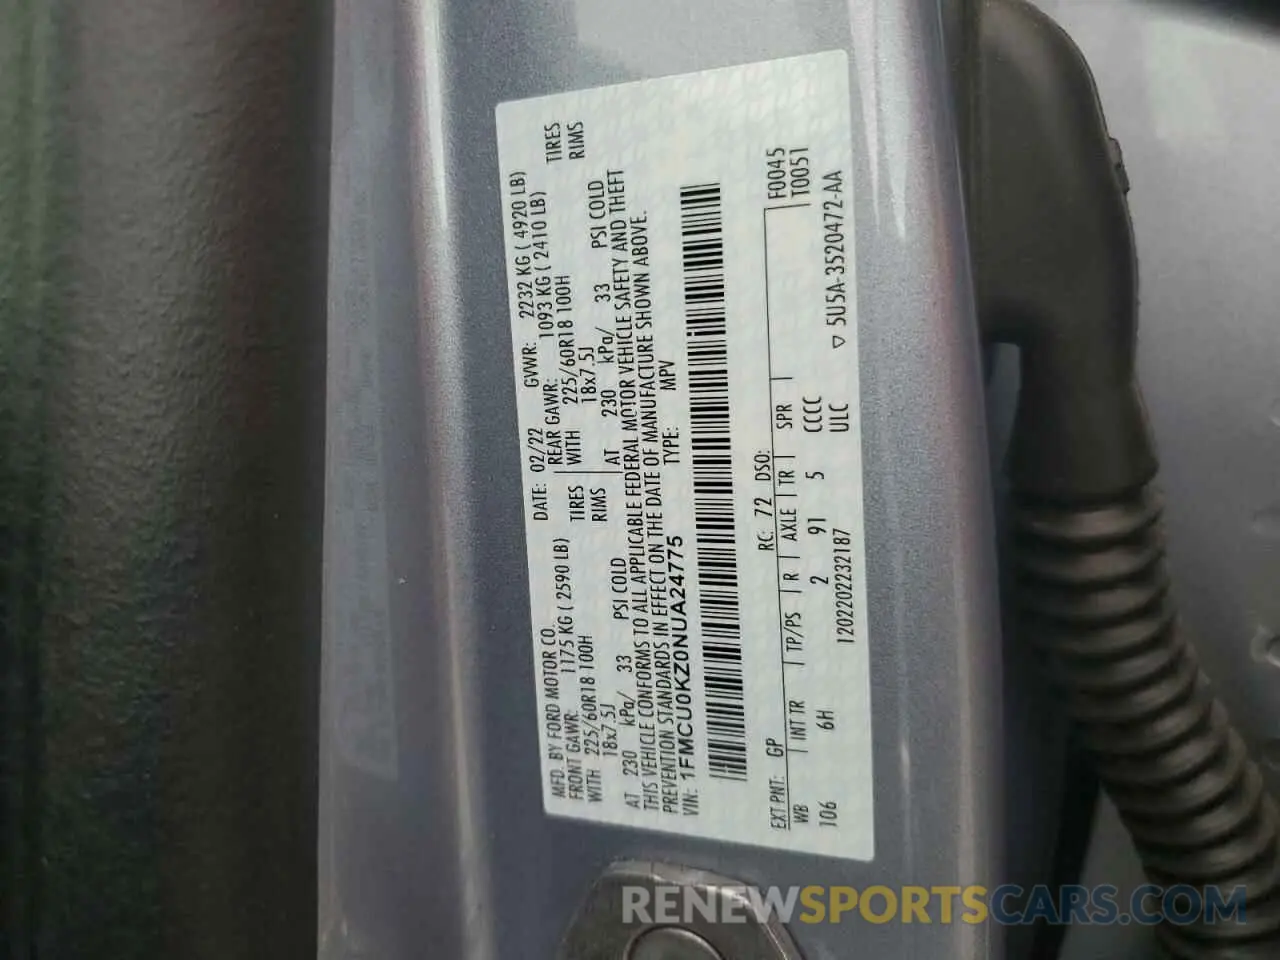 MFD. BY FORD MOTOR CO. DATE: 02/22 GVWR: 2232 KG ( 4920 LB)
FRONT GAWR: 1175 KG ( 2590 LB) REAR GAWR: 1093 KG ( 2410 LB)
WITH 225/60R18 100H TIRES WITH 225/60R18 100H TIRES
18x7.5J RIMS 18x7.5J RIMS
AT 230 kPa/ 33 PSI COLD AT 230 kPa/ 33 PSI COLD
THIS VEHICLE CONFORMS TO ALL APPLICABLE FEDERAL MOTOR VEHICLE SAFETY AND THEFT
PREVENTION STANDARDS IN EFFECT ON THE DATE OF MANUFACTURE SHOWN ABOVE.
VIN: 1FMCU0KZ0NUA24775 TYPE: MPV
EXT PNT: GP RC: 72 DSO: F0045
WB INT TR TP/PS R AXLE TR SPR T0051
106 6H 2 91 5 CCCC
1202202232187 ULC ▽ 5U5A-3520472-AA
RENEWSPORTSCARS.COM